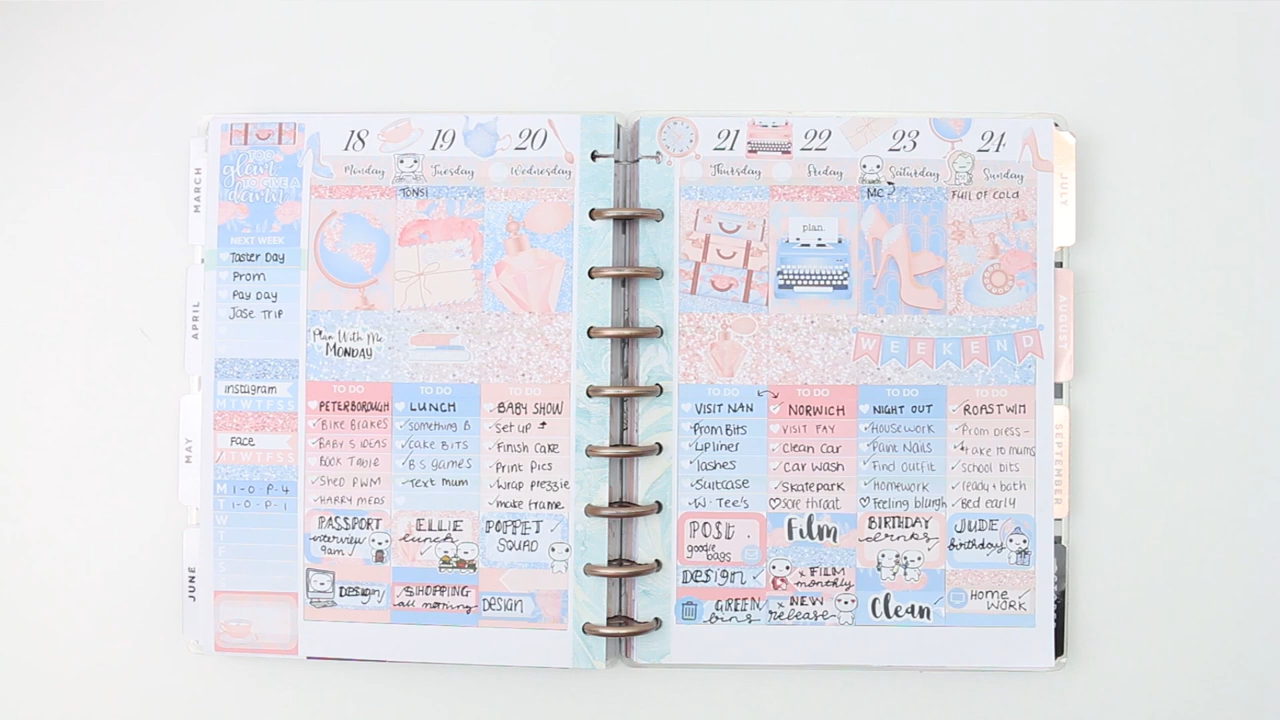 18
19
20
21
22
23
24
Monday
Tuesday
Wednesday
Thursday
Friday
Saturday
Sunday
TOO
glam
TO GIVE A
damn
NEXT WEEK
Taster Day
Prom
Pay Day
Jase TRIP
instagram
M T W T F S S
Face
M T W T F S S
M 1-0-P-4
T 1-0-P-1
W
T
F
S
S
Plan With Me
MONDAY
TO DO
PETERBOROUGH
Bike Brakes
BABY S IDEAS
Book Table
SHED PWM
HARRY MEDS
PASSPORT
interview
9am
Design
TONSI
TO DO
LUNCH
something B
cake BITS
B.S games
Text mum
ELLIE
lunch
SHOPPING
all morning
TO DO
BABY SHOW
set up
Finish cake
Print pics
Wrap prezzie
make frame
POPPET
SQUAD
DESIGN
TO DO
VISIT NAN
Prom Bits
Lipliner
lashes
Suitcase
W. Tee's
POST
goodie
bags
DESIGN
GREEN
bins
plan.
TO DO
NORWICH
VISIT FAY
Clean Car
Car wash
Skatepark
sore throat
Film
x FILM
monthly
x NEW
release
MC
WEEKEND
TO DO
NIGHT OUT
Housework
Paint Nails
Find outfit
Homework
Feeling blurgh
BIRTHDAY
drinks
Clean
FULL OF COLD
TO DO
ROAST WIM
Prom dress -
take to mums
school bits
ready + bath
Bed early
JUDE
birthday
HOME
WORK
MARCH
APRIL
MAY
JUNE
JULY
AUGUST
SEPTEMBER